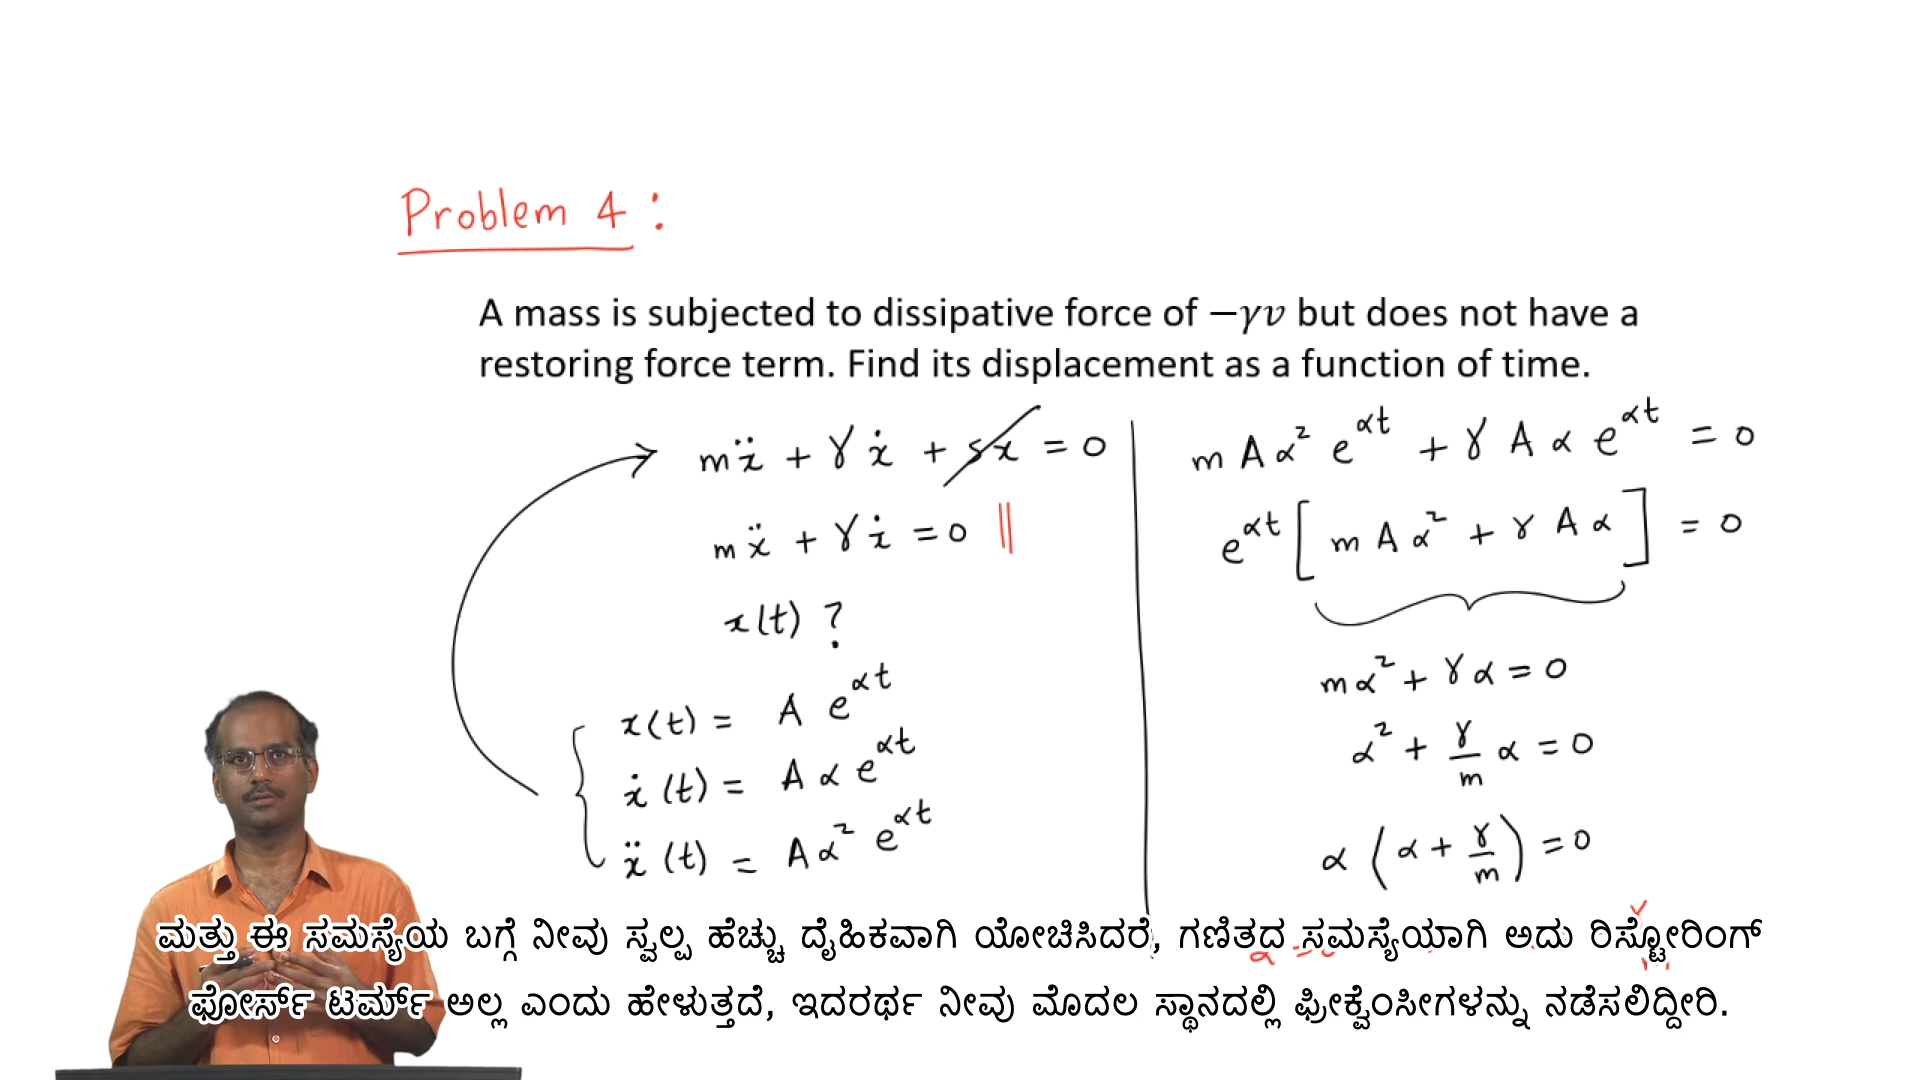 Problem 4 :
A mass is subjected to dissipative force of −γv but does not have a
restoring force term. Find its displacement as a function of time.
mẍ + γẋ + sx = 0
mẍ + γẋ = 0
x(t) ?
x(t) = A e^{αt}
ẋ(t) = A α e^{αt}
ẍ(t) = A α² e^{αt}
m A α² e^{αt} + γ A α e^{αt} = 0
e^{αt} [ m A α² + γ A α ] = 0
mα² + γα = 0
α² + γ/m α = 0
α ( α + γ/m ) = 0
ಮತ್ತು ಈ ಸಮಸ್ಯೆಯ ಬಗ್ಗೆ ನೀವು ಸ್ವಲ್ಪ ಹೆಚ್ಚು ದೈಹಿಕವಾಗಿ ಯೋಚಿಸಿದರೆ, ಗಣಿತದ ಸಮಸ್ಯೆಯಾಗಿ ಅದು ರಿಸ್ಟೋರಿಂಗ್
ಫೋರ್ಸ್ ಟರ್ಮ್ ಅಲ್ಲ ಎಂದು ಹೇಳುತ್ತದೆ, ಇದರರ್ಥ ನೀವು ಮೊದಲ ಸ್ಥಾನದಲ್ಲಿ ಫ್ರೀಕ್ವೆಂಸೀಗಳನ್ನು ನಡೆಸಲಿದ್ದೀರಿ.